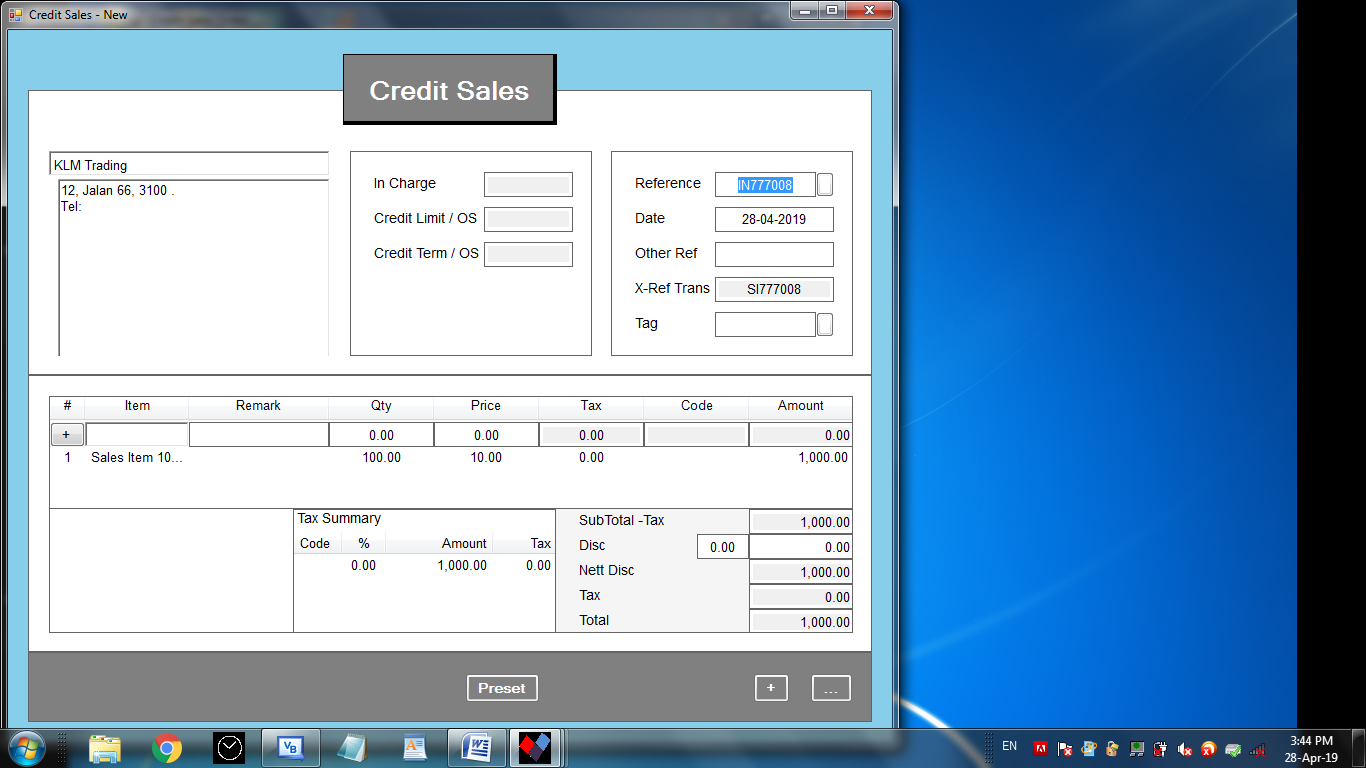 Credit Sales - New
Credit Sales
KLM Trading
12, Jalan 66, 3100 .
Tel:
In Charge
Credit Limit / OS
Credit Term / OS
Reference IN777008
Date 28-04-2019
Other Ref
X-Ref Trans SI777008
Tag
# Item Remark Qty Price Tax Code Amount
+ 0.00 0.00 0.00 0.00
1 Sales Item 10... 100.00 10.00 0.00 1,000.00
Tax Summary
Code % Amount Tax
0.00 1,000.00 0.00
SubTotal -Tax 1,000.00
Disc 0.00 0.00
Nett Disc 1,000.00
Tax 0.00
Total 1,000.00
Preset + ...
EN 3:44 PM
28-Apr-19